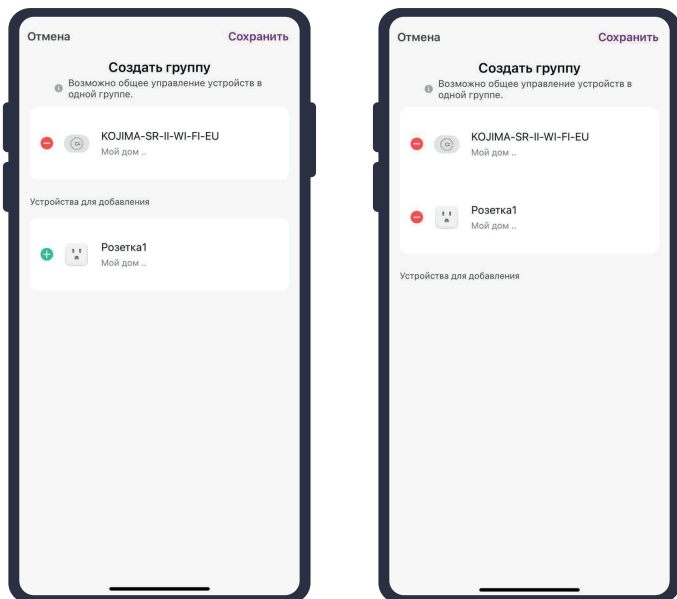 Отмена
Сохранить
Создать группу
Возможно общее управление устройств в
одной группе.
KOJIMA-SR-II-WI-FI-EU
Мой дом ..
Устройства для добавления
Розетка1
Мой дом ..
Отмена
Сохранить
Создать группу
Возможно общее управление устройств в
одной группе.
KOJIMA-SR-II-WI-FI-EU
Мой дом ..
Розетка1
Мой дом ..
Устройства для добавления